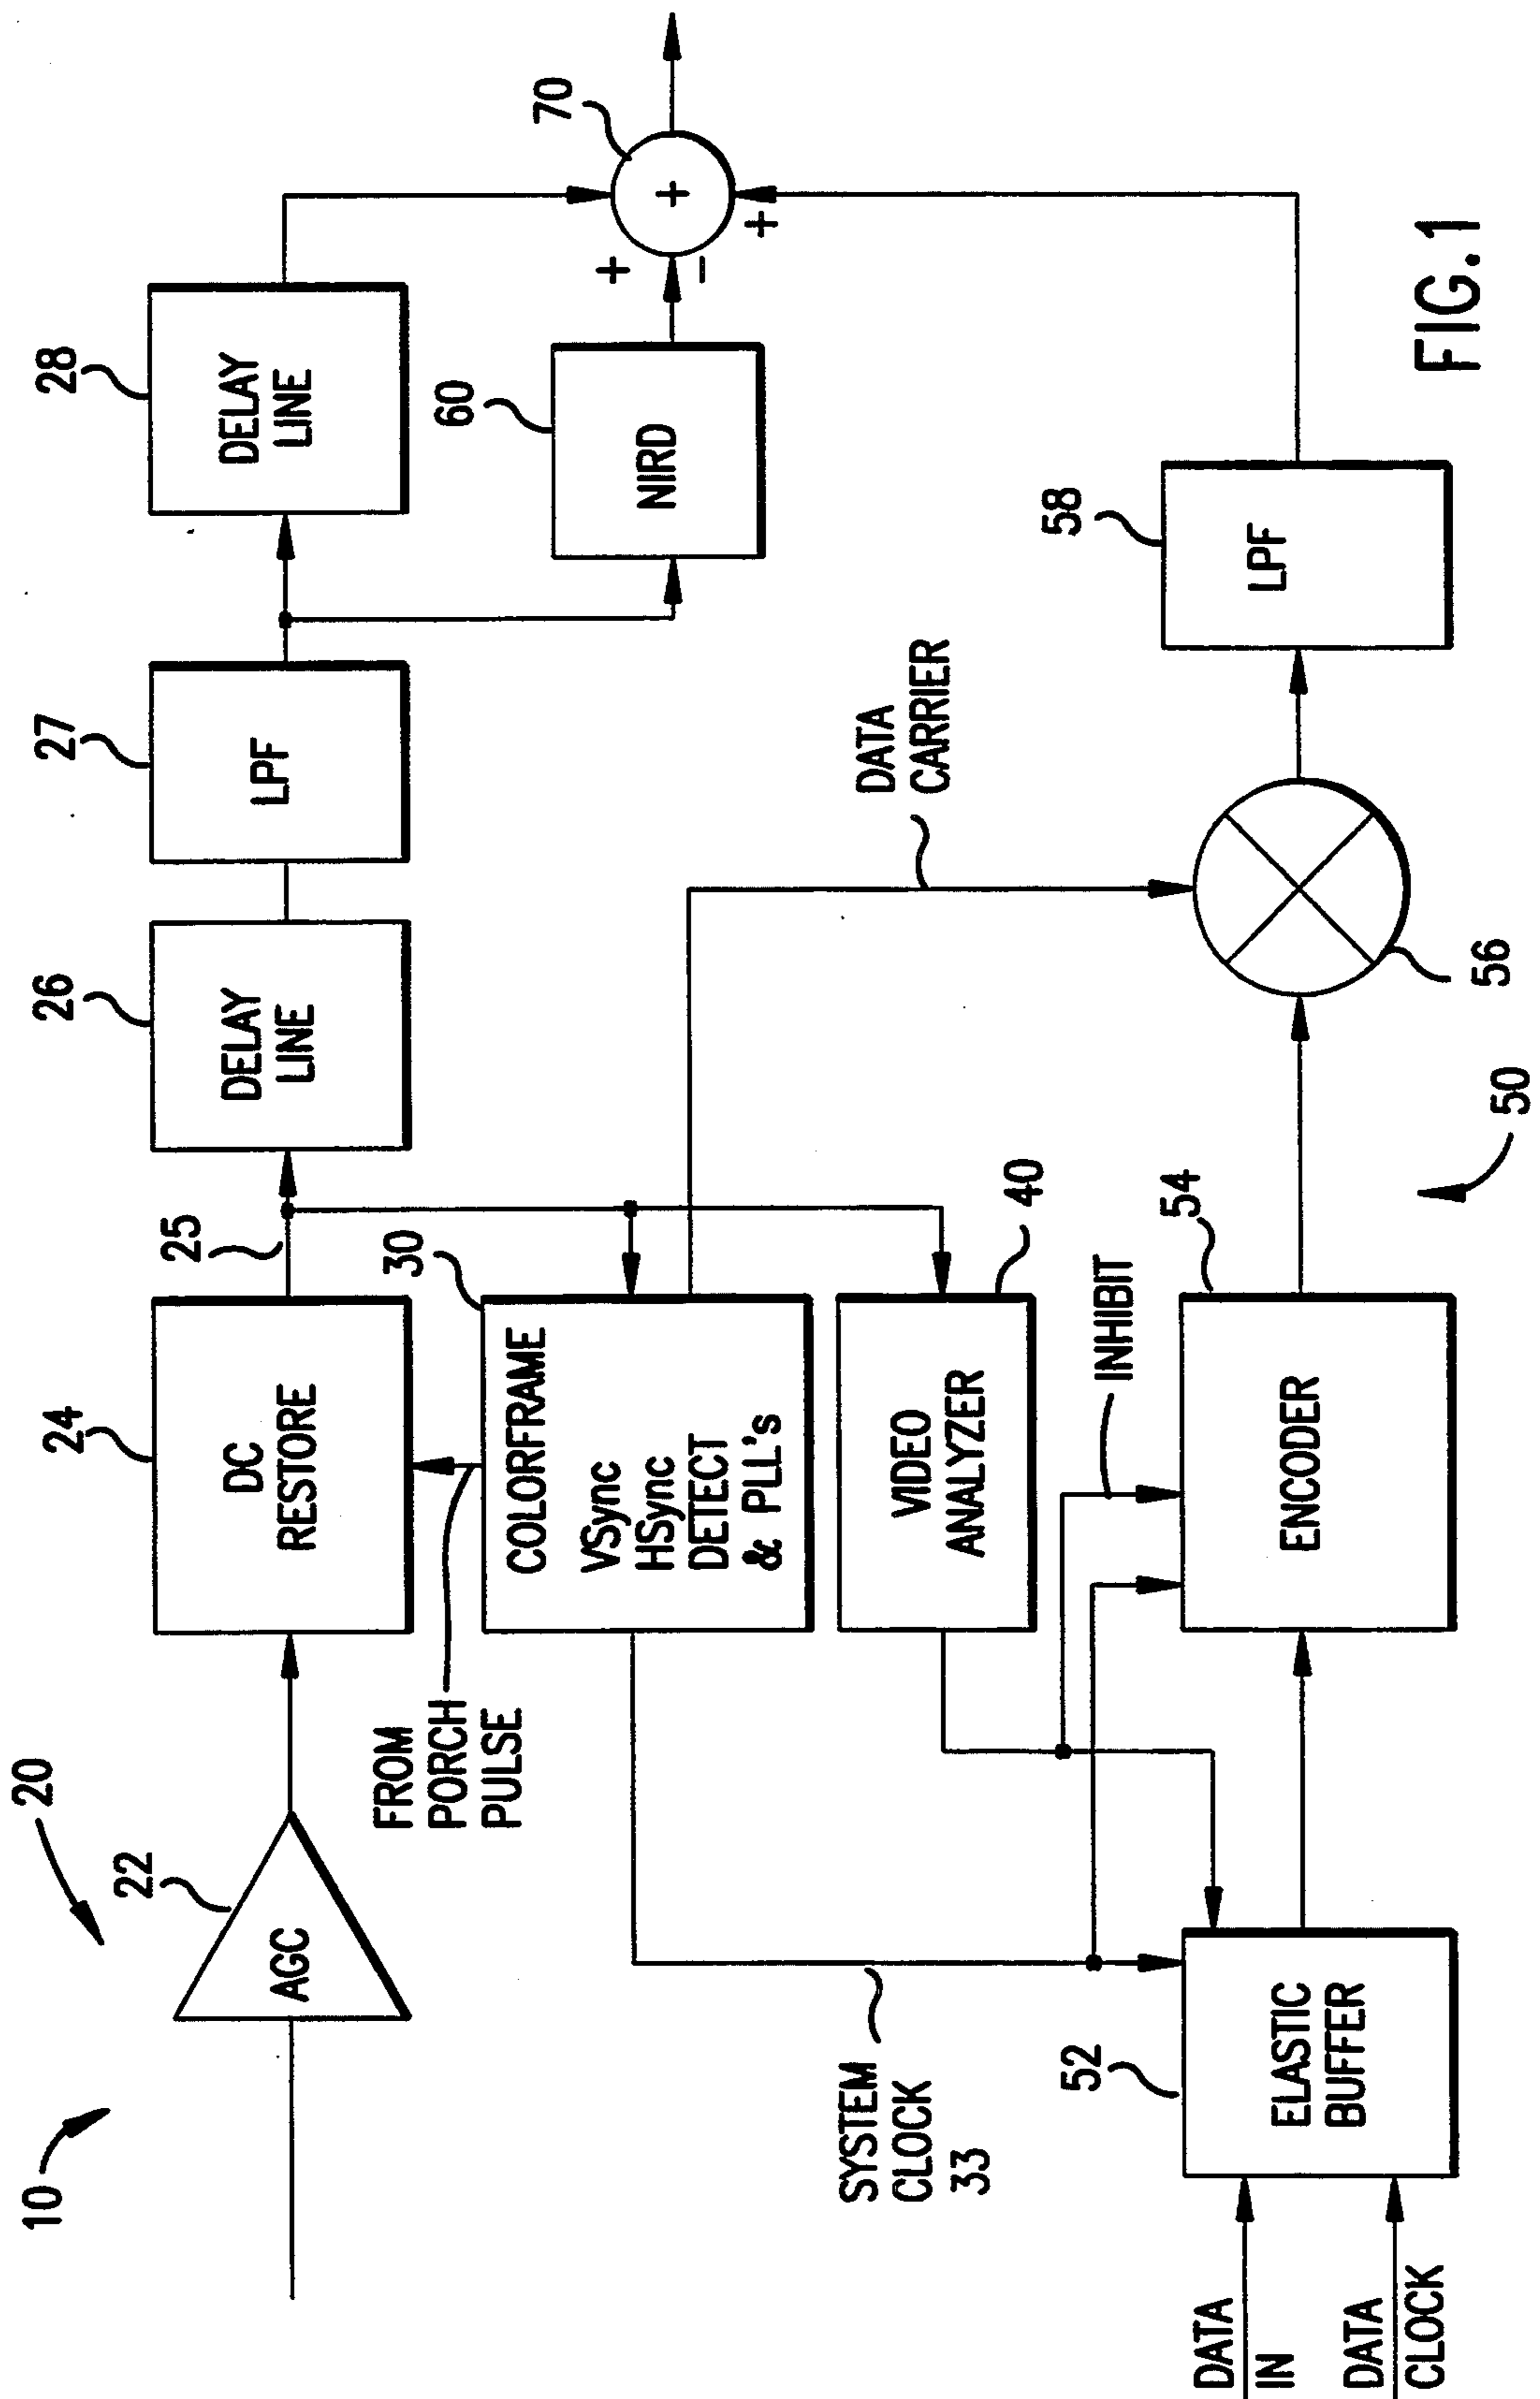 10
20
22
AGC
24
DC
RESTORE
25
26
DELAY
LINE
27
LPF
28
DELAY
LINE
60
NIRD
70
+
+
-
+
FROM
PORCH
PULSE
30
COLORFRAME
VSync
HSync
DETECT
& PLL's
40
VIDEO
ANALYZER
DATA
CARRIER
SYSTEM
CLOCK
33
INHIBIT
52
ELASTIC
BUFFER
54
ENCODER
50
56
58
LPF
DATA
IN
DATA
CLOCK
FIG.1